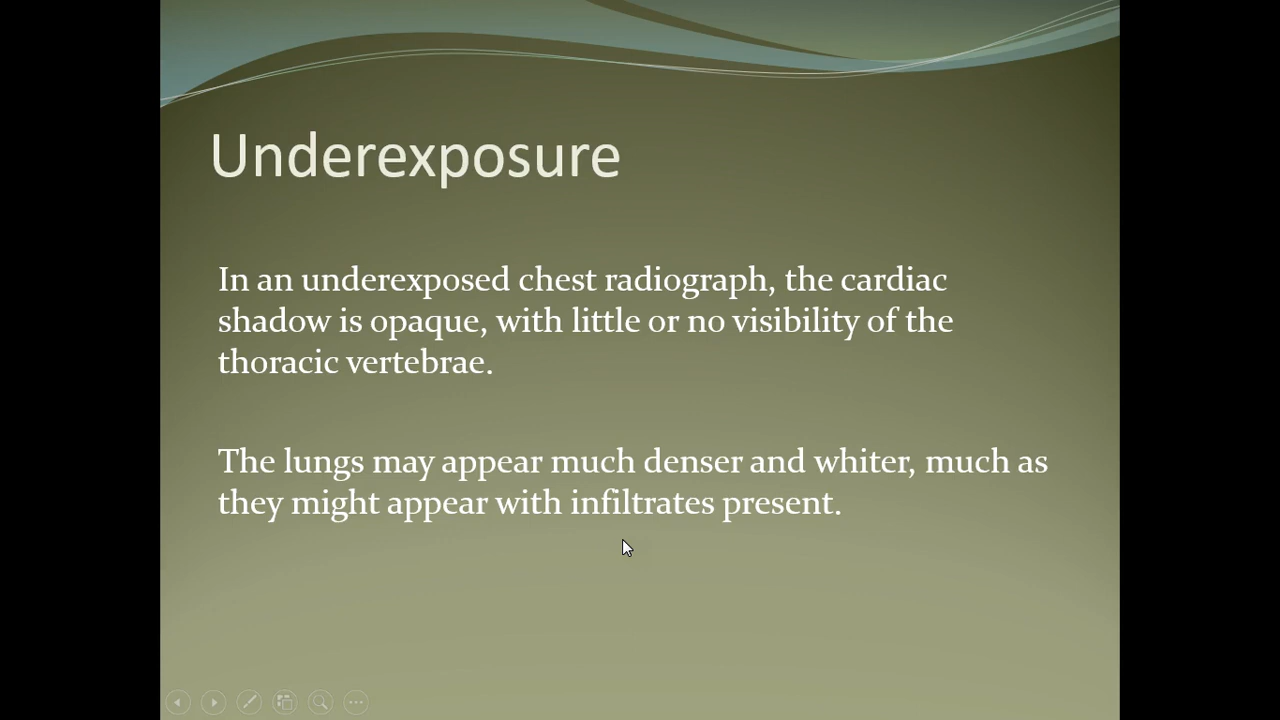 Underexposure
In an underexposed chest radiograph, the cardiac
shadow is opaque, with little or no visibility of the
thoracic vertebrae.
The lungs may appear much denser and whiter, much as
they might appear with infiltrates present.